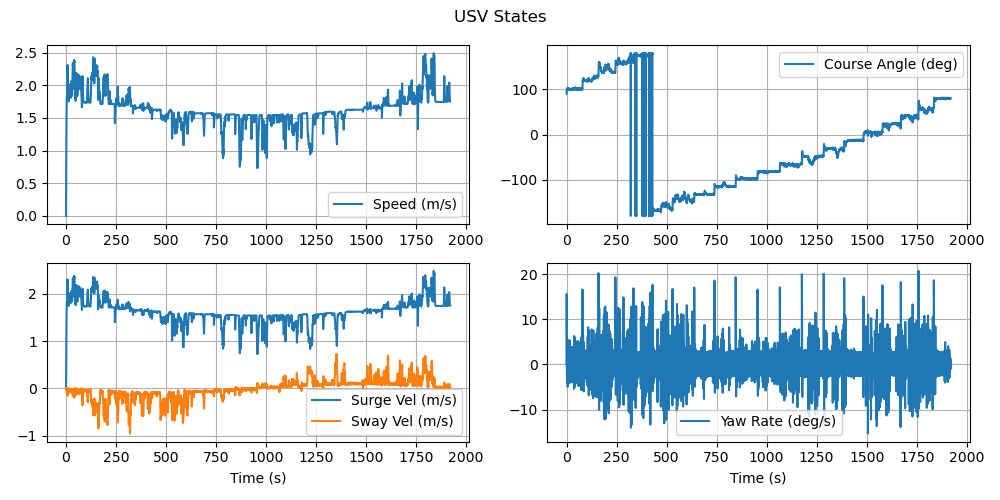 USV States
2.5
2.0
1.5
1.0
0.5
0.0
Speed (m/s)
0 250 500 750 1000 1250 1500 1750 2000
100
0
−100
Course Angle (deg)
0 250 500 750 1000 1250 1500 1750 2000
2
1
0
−1
Surge Vel (m/s)
Sway Vel (m/s)
0 250 500 750 1000 1250 1500 1750 2000
Time (s)
20
10
0
−10
Yaw Rate (deg/s)
0 250 500 750 1000 1250 1500 1750 2000
Time (s)